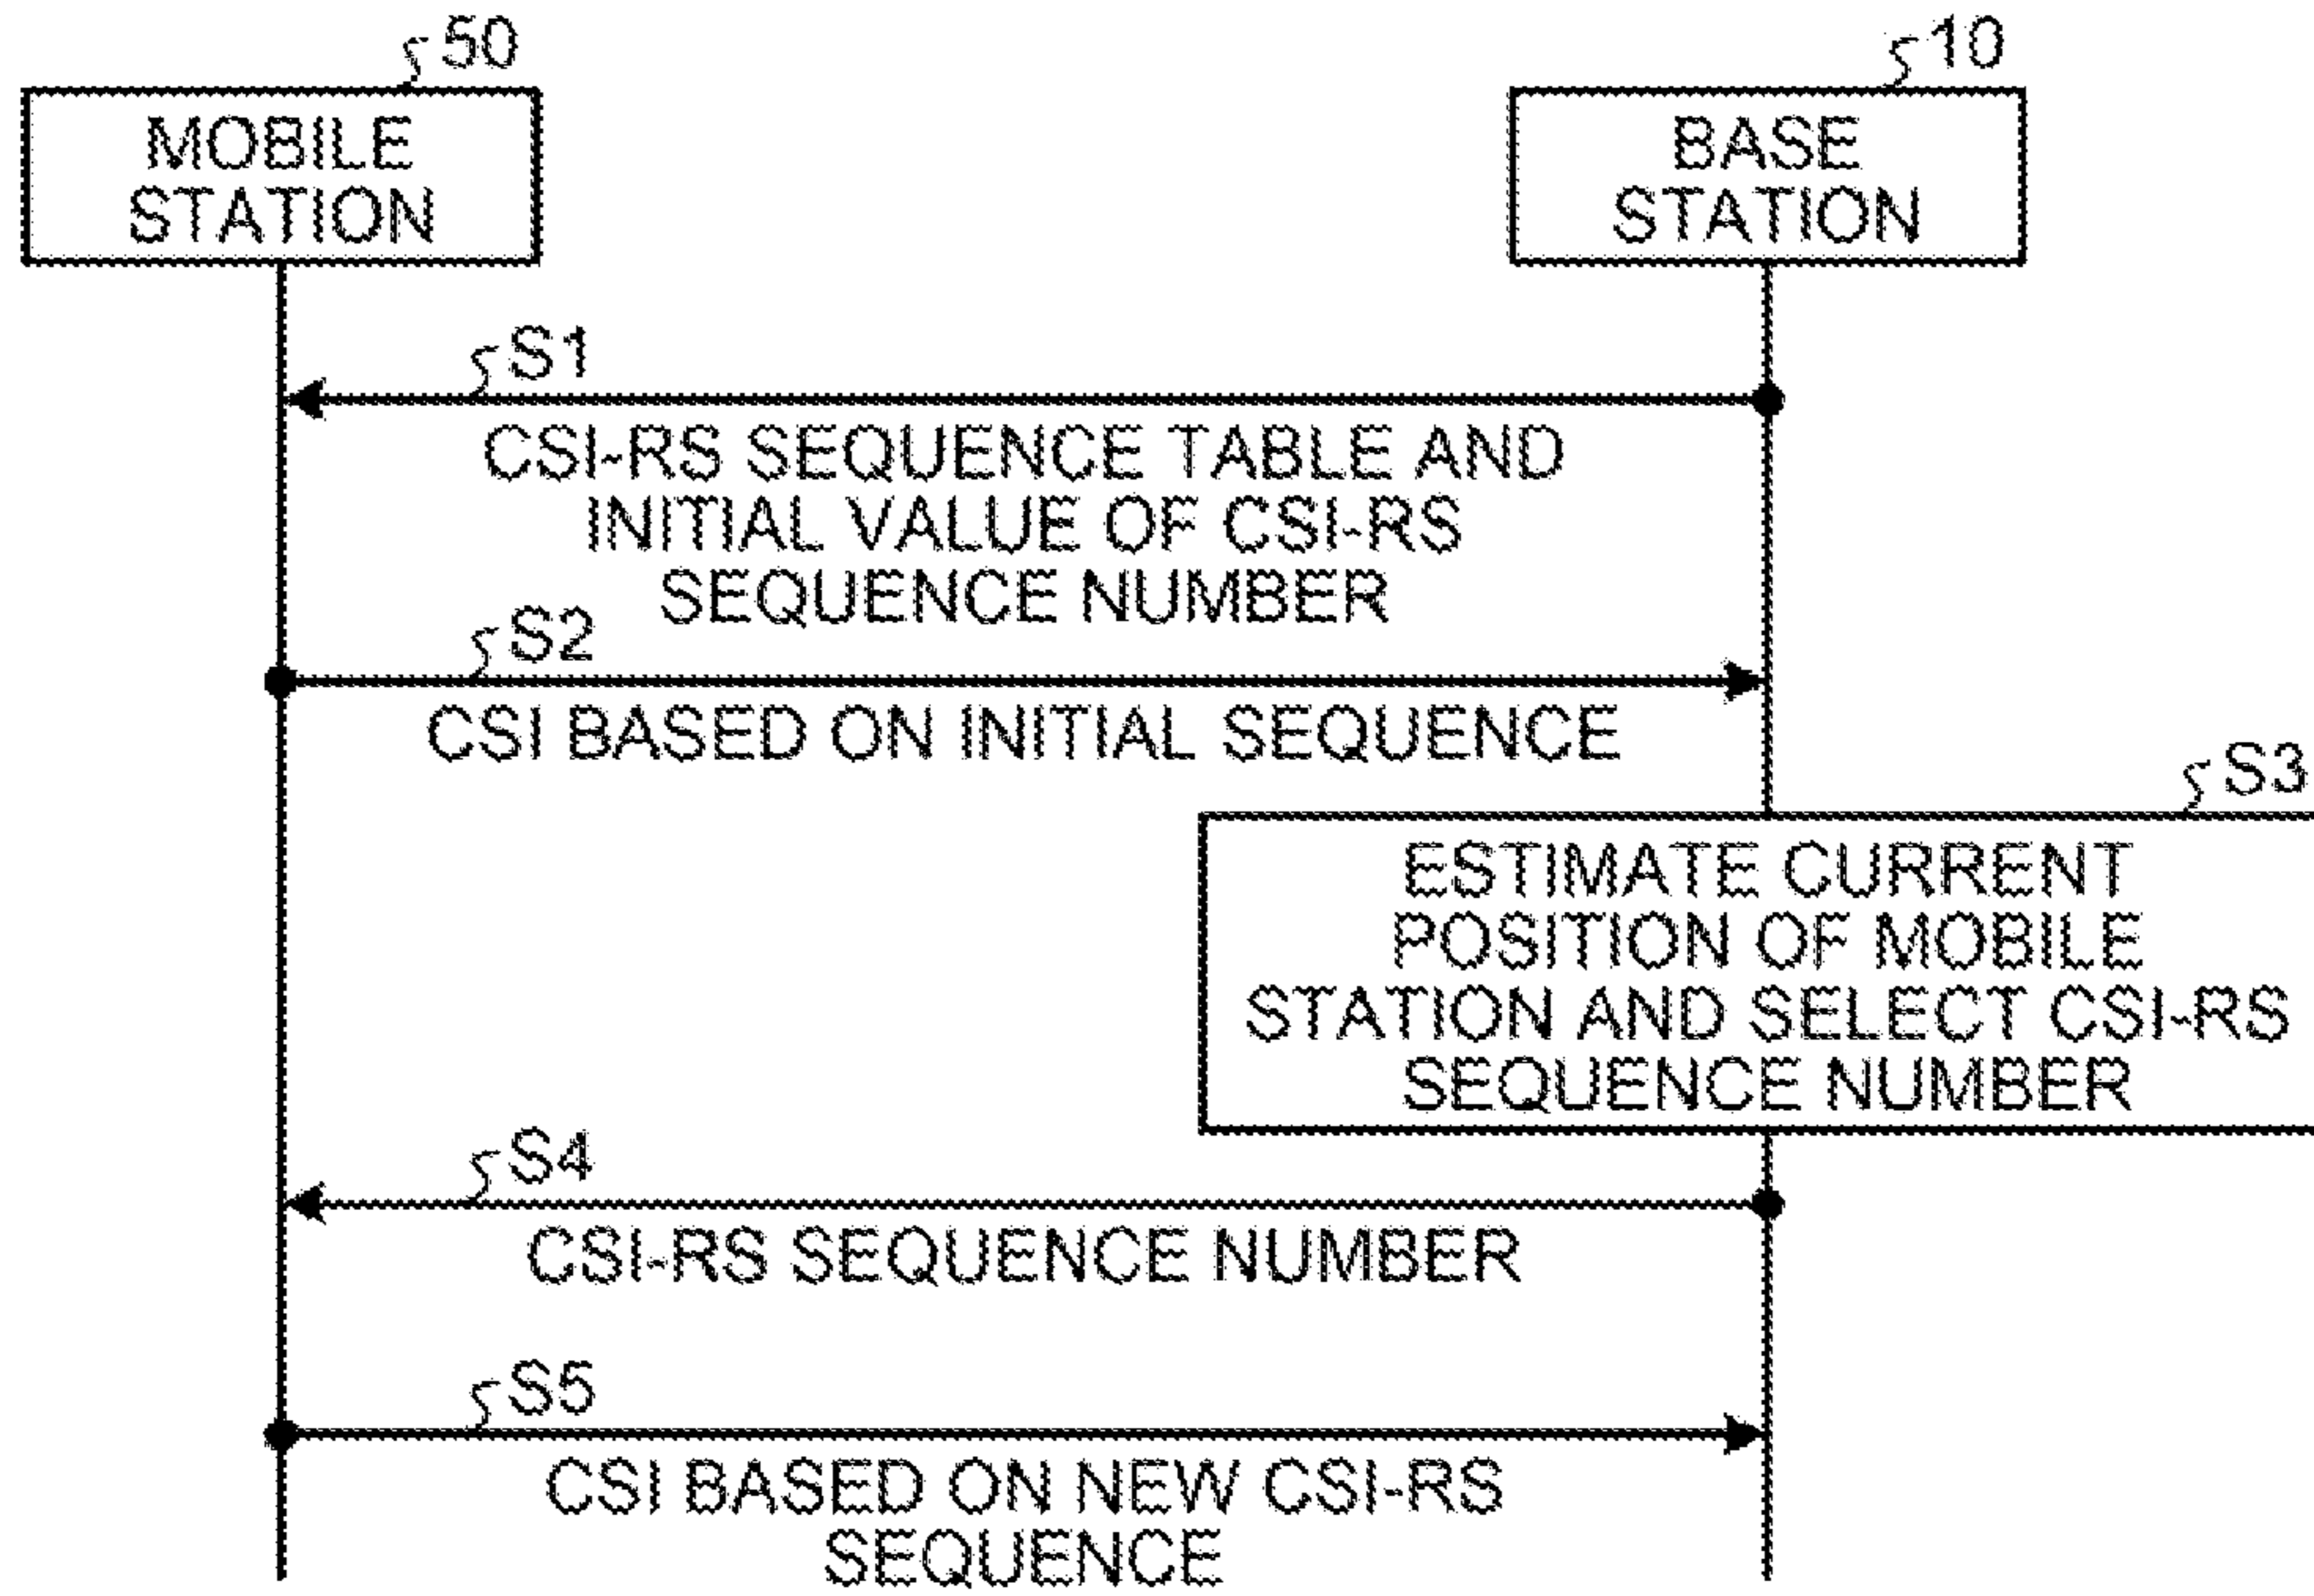 50
10
MOBILE
STATION
BASE
STATION
S1
CSI-RS SEQUENCE TABLE AND
INITIAL VALUE OF CSI-RS
SEQUENCE NUMBER
S2
CSI BASED ON INITIAL SEQUENCE
S3
ESTIMATE CURRENT
POSITION OF MOBILE
STATION AND SELECT CSI-RS
SEQUENCE NUMBER
S4
CSI-RS SEQUENCE NUMBER
S5
CSI BASED ON NEW CSI-RS
SEQUENCE